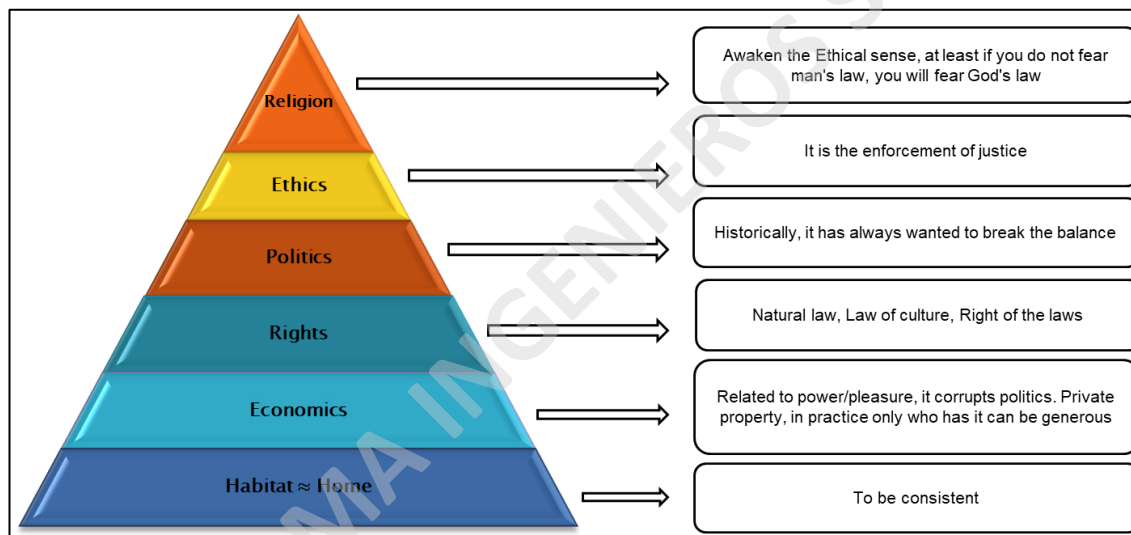 Religion
Awaken the Ethical sense, at least if you do not fear
man's law, you will fear God's law
Ethics
It is the enforcement of justice
Politics
Historically, it has always wanted to break the balance
Rights
Natural law, Law of culture, Right of the laws
Economics
Related to power/pleasure, it corrupts politics. Private
property, in practice only who has it can be generous
Habitat ≈ Home
To be consistent
MA INGENIEROS S